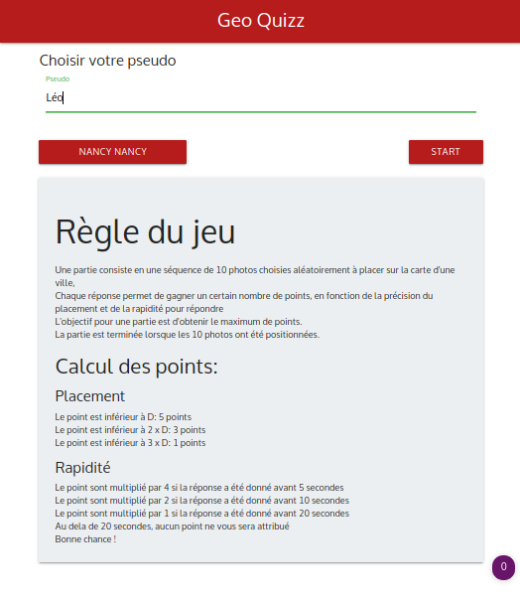 Geo Quizz
Choisir votre pseudo
Pseudo
Léo
NANCY NANCY
START
Règle du jeu
Une partie consiste en une séquence de 10 photos choisies aléatoirement à placer sur la carte d'une
ville,
Chaque réponse permet de gagner un certain nombre de points, en fonction de la précision du
placement et de la rapidité pour répondre
L'objectif pour une partie est d'obtenir le maximum de points.
La partie est terminée lorsque les 10 photos ont été positionnées.
Calcul des points:
Placement
Le point est inférieur à D: 5 points
Le point est inférieur à 2 x D: 3 points
Le point est inférieur à 3 x D: 1 points
Rapidité
Le point sont multiplié par 4 si la réponse a été donné avant 5 secondes
Le point sont multiplié par 2 si la réponse a été donné avant 10 secondes
Le point sont multiplié par 1 si la réponse a été donné avant 20 secondes
Au dela de 20 secondes, aucun point ne vous sera attribué
Bonne chance !
0